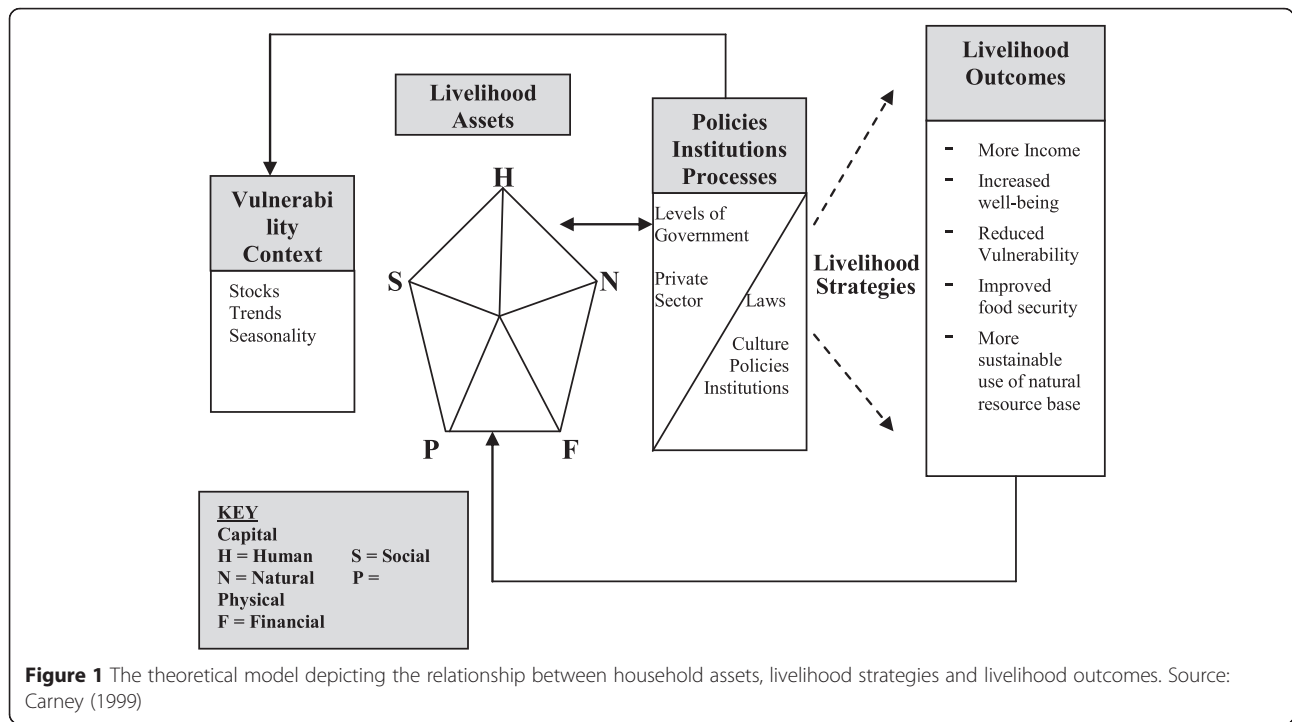 Livelihood
Assets
Vulnerabi
lity
Context
Stocks
Trends
Seasonality
H
S
N
P
F
Policies
Institutions
Processes
Levels of
Government
Private
Sector
Laws
Culture
Policies
Institutions
Livelihood
Strategies
Livelihood
Outcomes
- More Income
- Increased
well-being
- Reduced
Vulnerability
- Improved
food security
- More
sustainable
use of natural
resource base
KEY
Capital
H = Human S = Social
N = Natural P =
Physical
F = Financial
Figure 1 The theoretical model depicting the relationship between household assets, livelihood strategies and livelihood outcomes. Source:
Carney (1999)